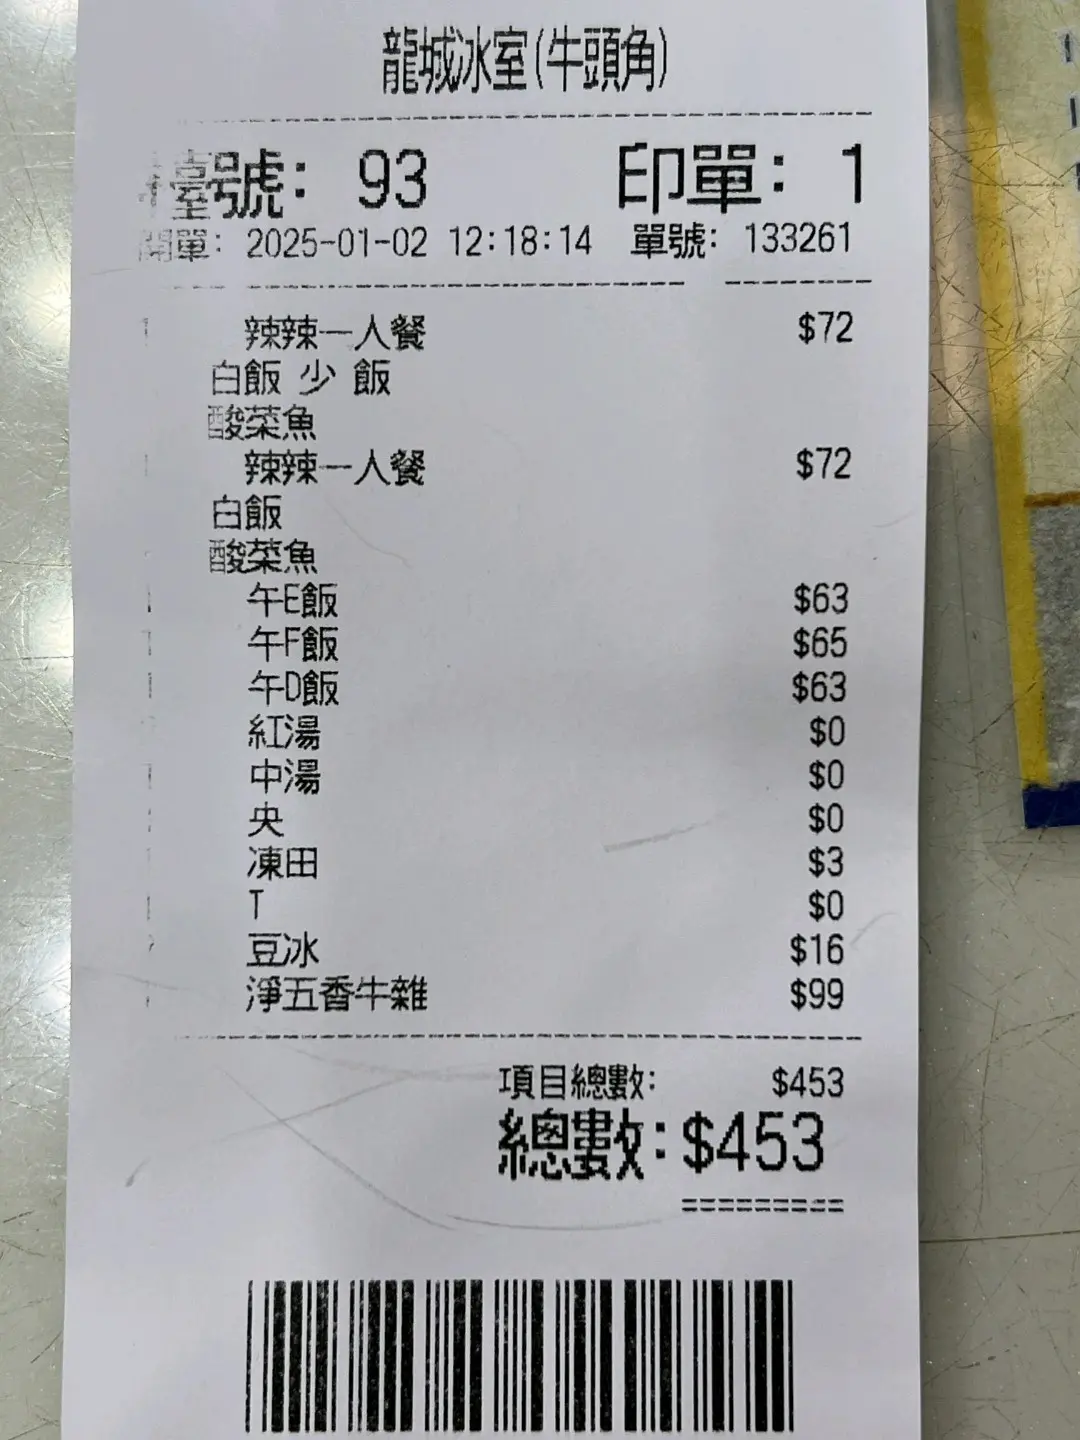 龍城冰室(牛頭角)
檯號: 93 印單: 1
開單: 2025-01-02 12:18:14 單號: 133261
辣辣一人餐 $72
白飯 少 飯
酸菜魚
辣辣一人餐 $72
白飯
酸菜魚
午E飯 $63
午F飯 $65
午D飯 $63
紅湯 $0
中湯 $0
央 $0
凍田 $3
T $0
豆冰 $16
淨五香牛雜 $99
項目總數: $453
總數: $453
=========